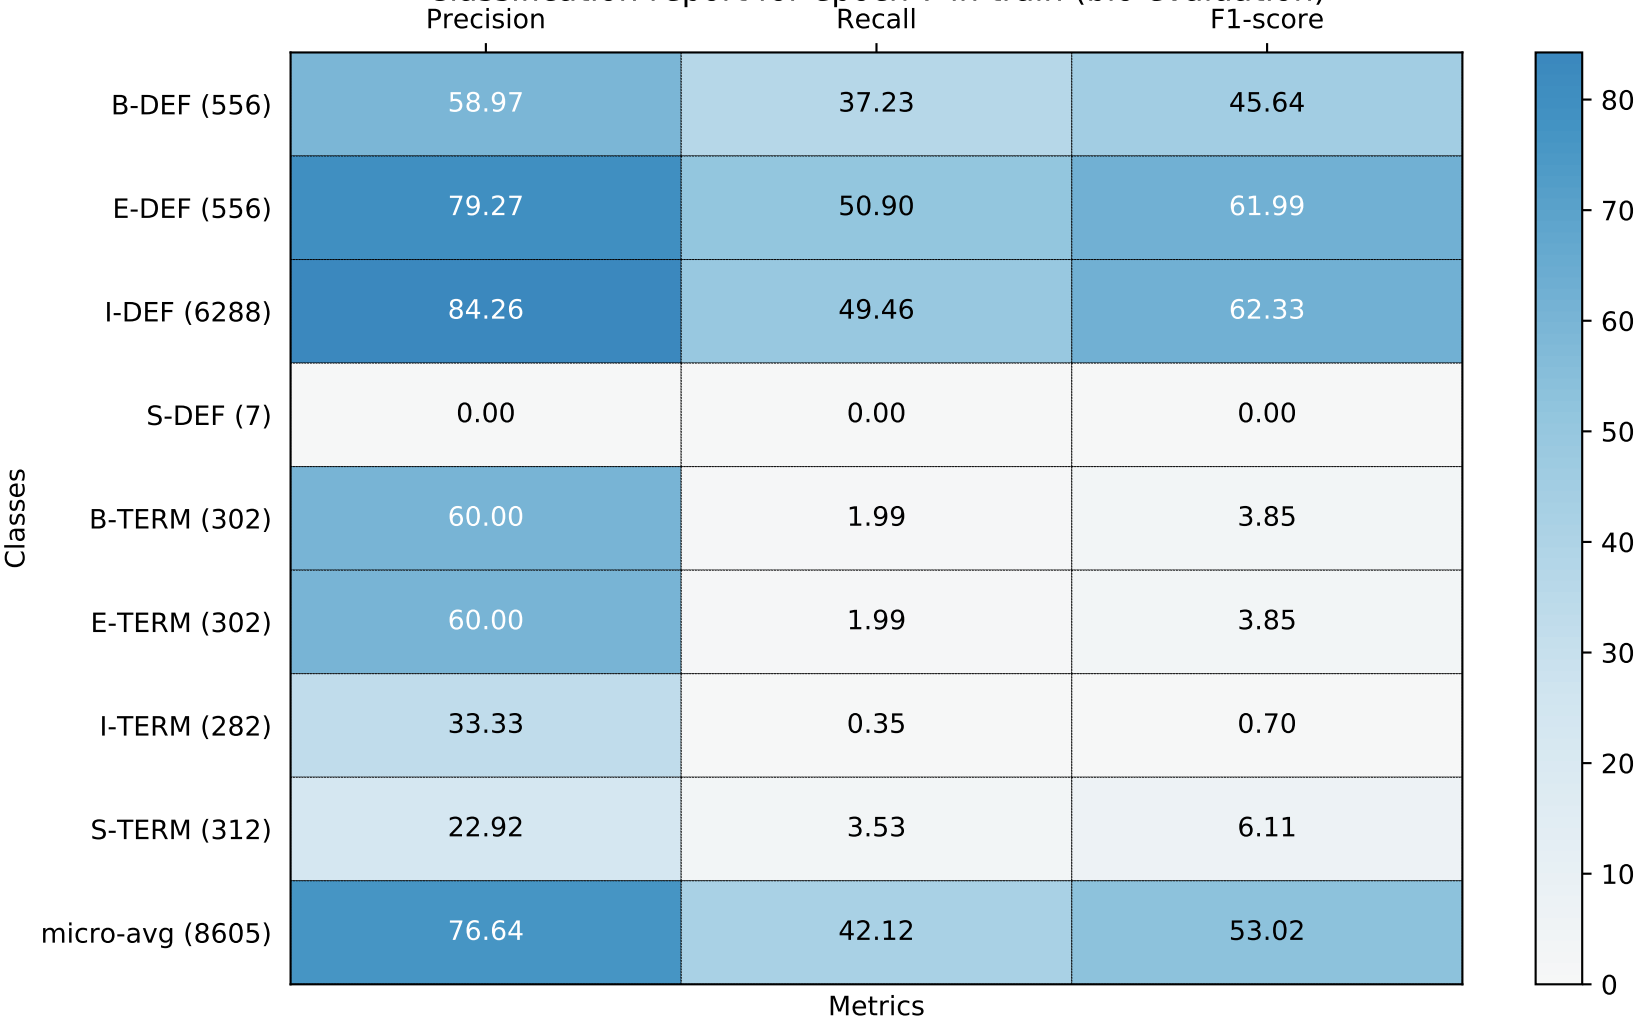 Precision Recall F1-score
B-DEF (556) 58.97 37.23 45.64
E-DEF (556) 79.27 50.90 61.99
I-DEF (6288) 84.26 49.46 62.33
S-DEF (7) 0.00 0.00 0.00
B-TERM (302) 60.00 1.99 3.85
E-TERM (302) 60.00 1.99 3.85
I-TERM (282) 33.33 0.35 0.70
S-TERM (312) 22.92 3.53 6.11
micro-avg (8605) 76.64 42.12 53.02
Classes
Metrics
80
70
60
50
40
30
20
10
0